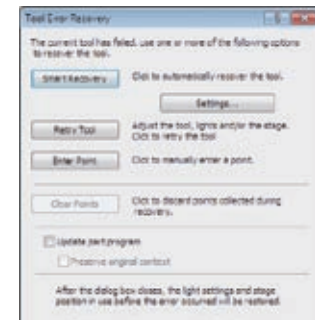 Tool Error Recovery
The current tool has failed, use one or more of the following options
to recover the tool.
Smart Recovery
Click to automatically recover the tool.
Settings...
Retry Tool
Adjust the tool, lights and/or the stage.
Click to retry the tool
Enter Point
Click to manually enter a point.
Clear Points
Click to discard points collected during
recovery.
Update part program
Preserve original context
After the dialog box closes, the light settings and stage
position in use before the error occurred will be restored.